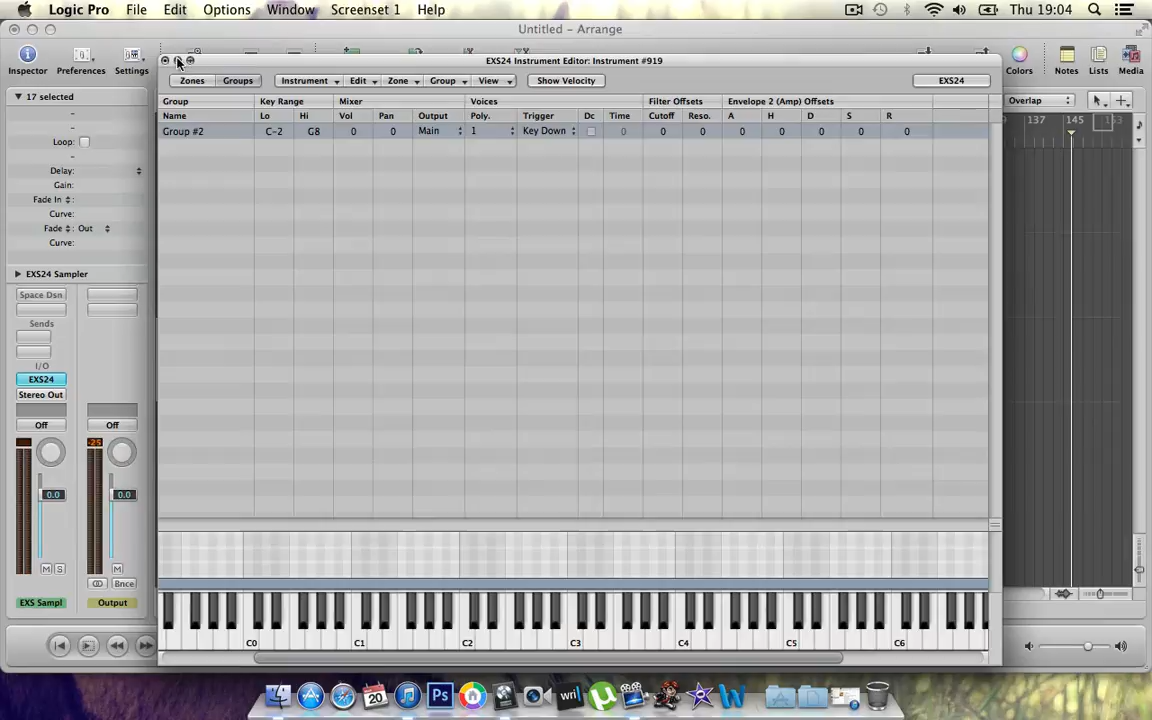 Logic Pro File Edit Options Window Screenset 1 Help Thu 19:04
Untitled - Arrange
Inspector Preferences Settings Colors Notes Lists Media
EXS24 Instrument Editor: Instrument #919
Zones Groups Instrument Edit Zone Group View Show Velocity EXS24
17 selected
Overlap
Group Key Range Mixer Voices Filter Offsets Envelope 2 (Amp) Offsets
Name Lo Hi Vol Pan Output Poly. Trigger Dc Time Cutoff Reso. A H D S R
137 145 153
Group #2 C-2 G8 0 0 Main 1 Key Down 0 0 0 0 0 0 0 0
-
Loop:
-
Delay:
Gain:
Fade In :
Curve:
Fade : Out
Curve:
EXS24 Sampler
Space Dsn
Sends
I/O
EXS24
Stereo Out
Off Off
-25
0.0 0.0
M S M
Bnce
EXS Sampl Output
C0 C1 C2 C3 C4 C5 C6
20 Ps wri W